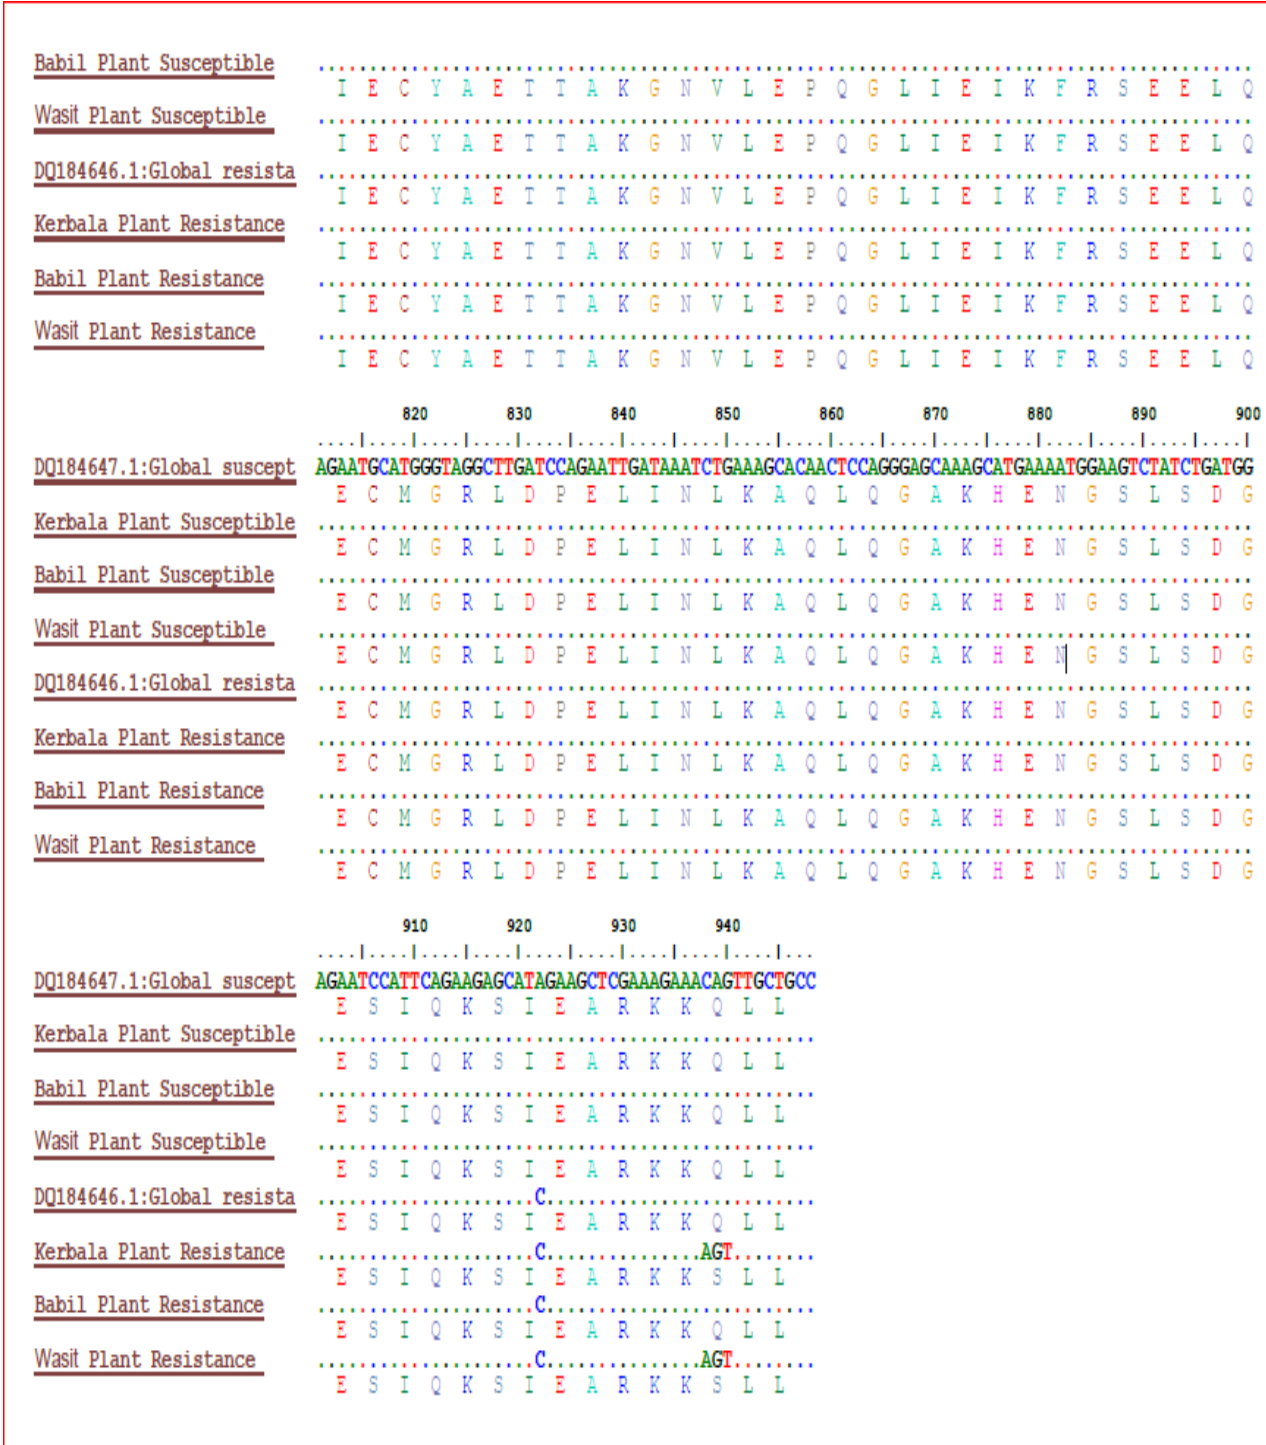 Babil Plant Susceptible
I E C Y A E T T A K G N V L E P Q G L I E I K F R S E E L Q
Wasit Plant Susceptible
I E C Y A E T T A K G N V L E P Q G L I E I K F R S E E L Q
DQ184646.1:Global resista
I E C Y A E T T A K G N V L E P Q G L I E I K F R S E E L Q
Kerbala Plant Resistance
I E C Y A E T T A K G N V L E P Q G L I E I K F R S E E L Q
Babil Plant Resistance
I E C Y A E T T A K G N V L E P Q G L I E I K F R S E E L Q
Wasit Plant Resistance
I E C Y A E T T A K G N V L E P Q G L I E I K F R S E E L Q
820 830 840 850 860 870 880 890 900
DQ184647.1:Global suscept AGAATGCATGGGTAGGCTTGATCCAGAATTGATAAATCTGAAAGCACAACTCCAGGGAGCAAAGCATGAAAATGGAAGTCTATCTGATGG
E C M G R L D P E L I N L K A Q L Q G A K H E N G S L S D G
Kerbala Plant Susceptible
E C M G R L D P E L I N L K A Q L Q G A K H E N G S L S D G
Babil Plant Susceptible
E C M G R L D P E L I N L K A Q L Q G A K H E N G S L S D G
Wasit Plant Susceptible
E C M G R L D P E L I N L K A Q L Q G A K H E N G S L S D G
DQ184646.1:Global resista
E C M G R L D P E L I N L K A Q L Q G A K H E N G S L S D G
Kerbala Plant Resistance
E C M G R L D P E L I N L K A Q L Q G A K H E N G S L S D G
Babil Plant Resistance
E C M G R L D P E L I N L K A Q L Q G A K H E N G S L S D G
Wasit Plant Resistance
E C M G R L D P E L I N L K A Q L Q G A K H E N G S L S D G
910 920 930 940
DQ184647.1:Global suscept AGAATCCATTCAGAAGAGCATAGAAGCTCGAAAGAAACAGTTGCTGCC
E S I Q K S I E A R K K Q L L
Kerbala Plant Susceptible
E S I Q K S I E A R K K Q L L
Babil Plant Susceptible
E S I Q K S I E A R K K Q L L
Wasit Plant Susceptible
E S I Q K S I E A R K K Q L L
DQ184646.1:Global resista .....................C..........................
E S I Q K S I E A R K K Q L L
Kerbala Plant Resistance .....................C...............AGT........
E S I Q K S I E A R K K S L L
Babil Plant Resistance .....................C..........................
E S I Q K S I E A R K K Q L L
Wasit Plant Resistance .....................C...............AGT........
E S I Q K S I E A R K K S L L